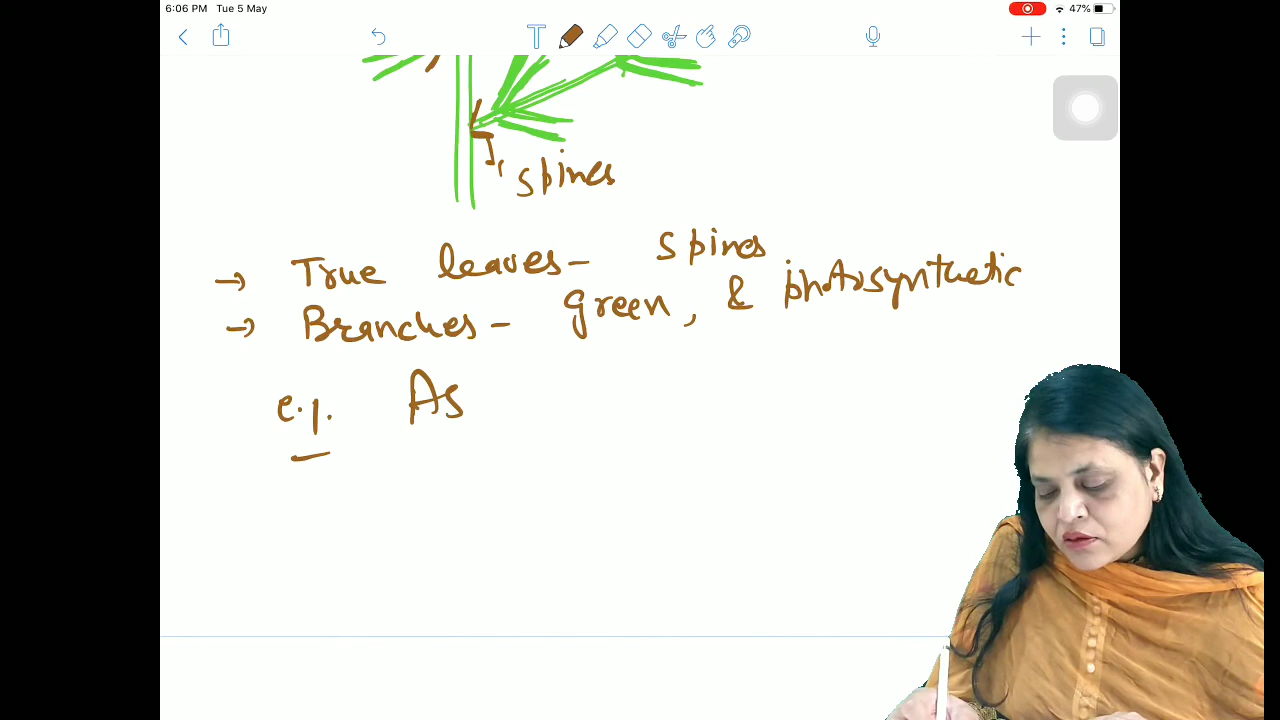 6:06 PM Tue 5 May
47%
T
spines
→ True leaves - spines
→ Branches - green, & photosynthetic
e.g. As